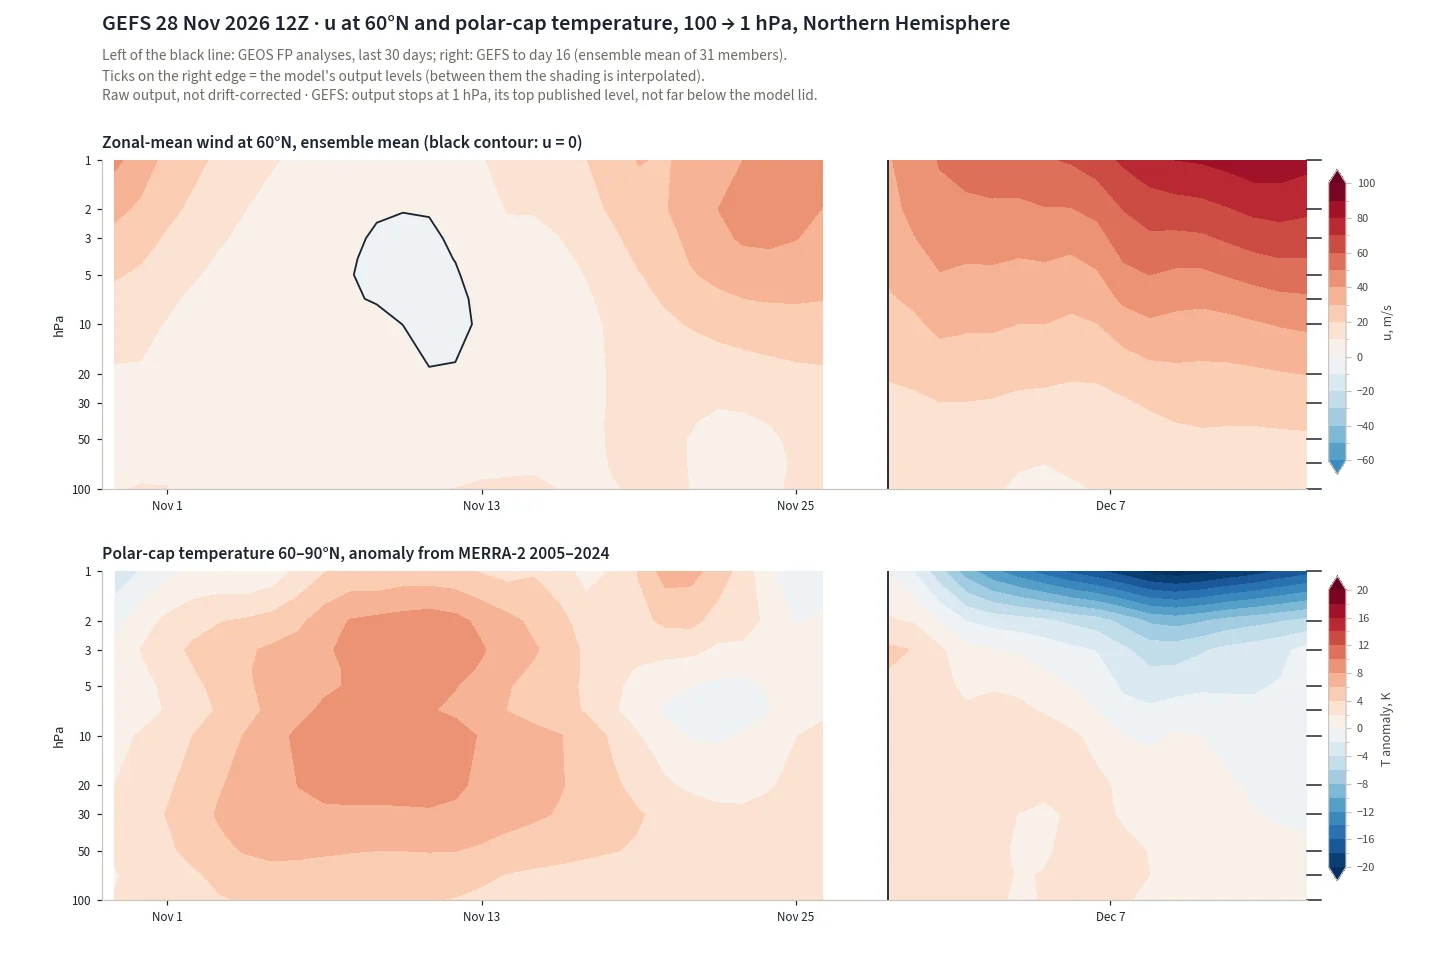 GEFS 28 Nov 2026 12Z · u at 60°N and polar-cap temperature, 100 → 1 hPa, Northern Hemisphere
Left of the black line: GEOS FP analyses, last 30 days; right: GEFS to day 16 (ensemble mean of 31 members).
Ticks on the right edge = the model's output levels (between them the shading is interpolated).
Raw output, not drift-corrected · GEFS: output stops at 1 hPa, its top published level, not far below the model lid.
Zonal-mean wind at 60°N, ensemble mean (black contour: u = 0)
1
2
3
5
10
20
30
50
100
hPa
Nov 1
Nov 13
Nov 25
Dec 7
100
80
60
40
20
0
−20
−40
−60
u, m/s
Polar-cap temperature 60–90°N, anomaly from MERRA-2 2005–2024
1
2
3
5
10
20
30
50
100
hPa
Nov 1
Nov 13
Nov 25
Dec 7
20
16
12
8
4
0
−4
−8
−12
−16
−20
T anomaly, K